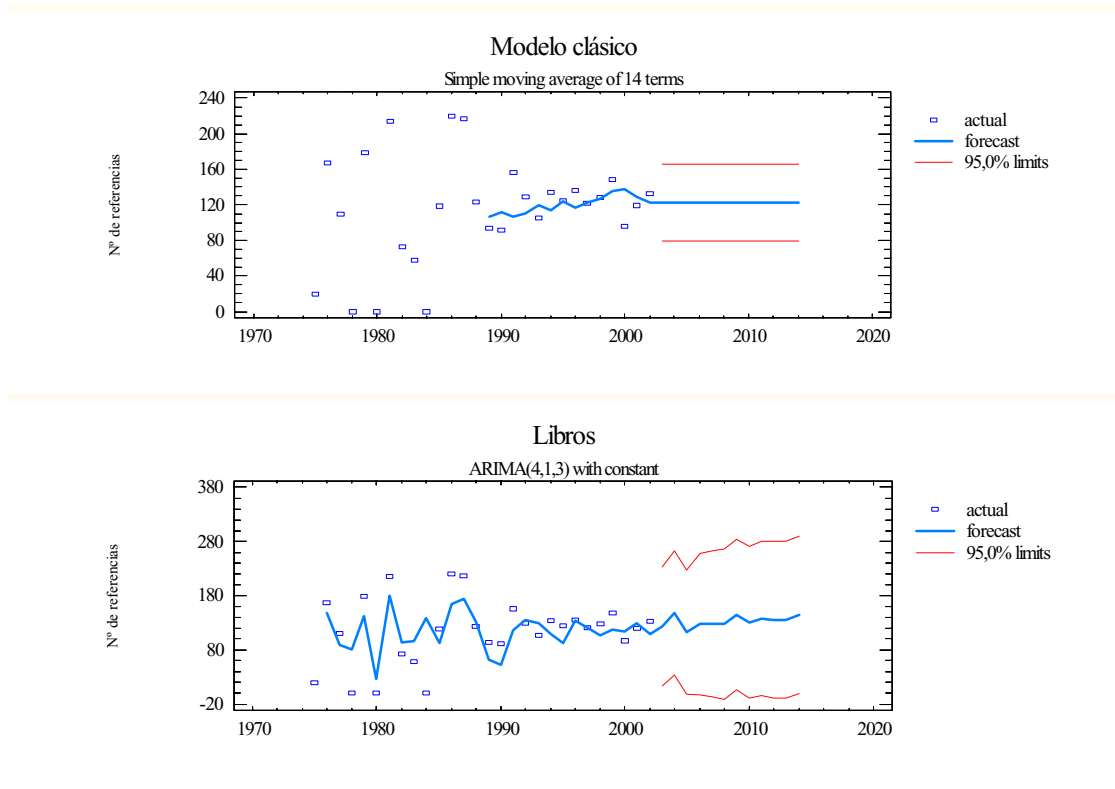 Modelo clásico
Simple moving average of 14 terms
Nº de referencias
240
200
160
120
80
40
0
1970
1980
1990
2000
2010
2020
actual
forecast
95,0% limits
Libros
ARIMA(4,1,3) with constant
Nº de referencias
380
280
180
80
-20
1970
1980
1990
2000
2010
2020
actual
forecast
95,0% limits